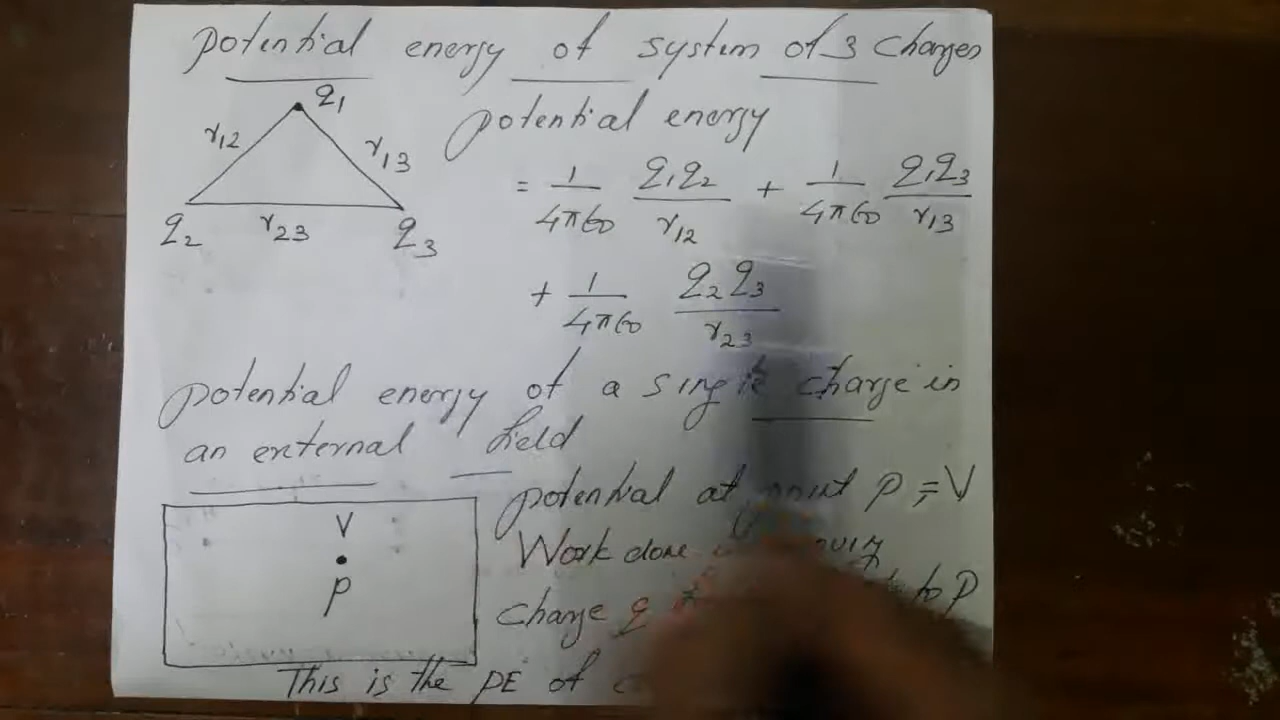 potential energy of system of 3 charges
q₁
r₁₂
r₁₃
q₂
r₂₃
q₃
potential energy
= 1/4πϵ₀ q₁q₂/r₁₂ + 1/4πϵ₀ q₁q₃/r₁₃
+ 1/4πϵ₀ q₂q₃/r₂₃
potential energy of a single charge in
an external field
V
P
potential at point P = V
Work done
charge q to P
This is the PE of